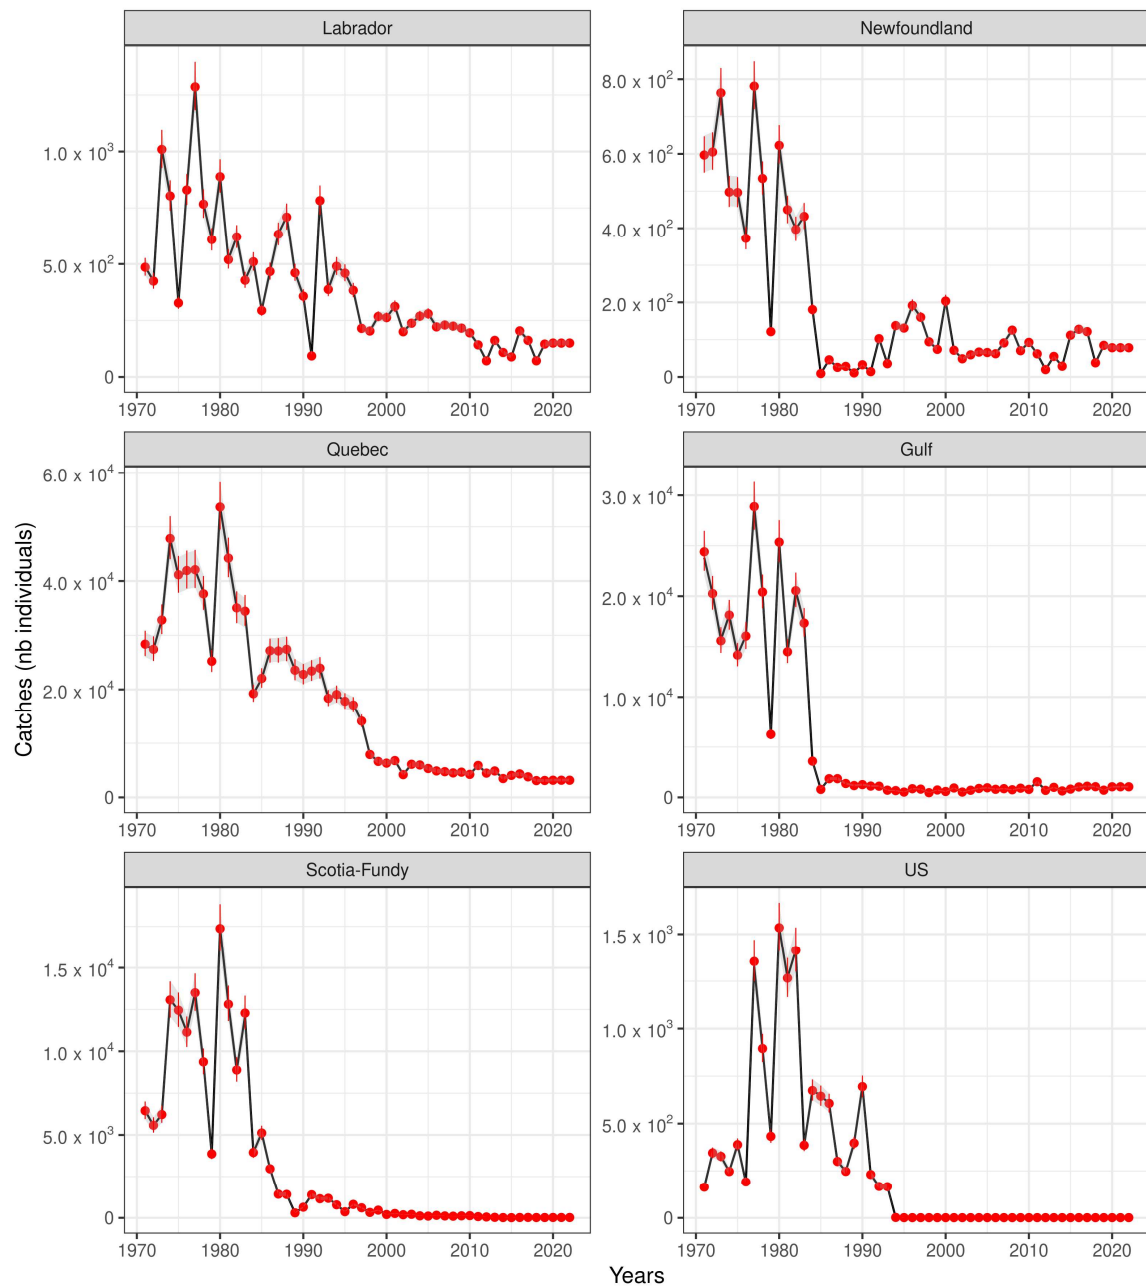 Labrador
Newfoundland
1.0 x 10³
5.0 x 10²
0
8.0 x 10²
6.0 x 10²
4.0 x 10²
2.0 x 10²
0
1970 1980 1990 2000 2010 2020
1970 1980 1990 2000 2010 2020
Quebec
Gulf
6.0 x 10⁴
4.0 x 10⁴
2.0 x 10⁴
0
3.0 x 10⁴
2.0 x 10⁴
1.0 x 10⁴
0
1970 1980 1990 2000 2010 2020
1970 1980 1990 2000 2010 2020
Catches (nb individuals)
Scotia-Fundy
US
1.5 x 10⁴
1.0 x 10⁴
5.0 x 10³
0
1.5 x 10³
1.0 x 10³
5.0 x 10²
0
1970 1980 1990 2000 2010 2020
1970 1980 1990 2000 2010 2020
Years